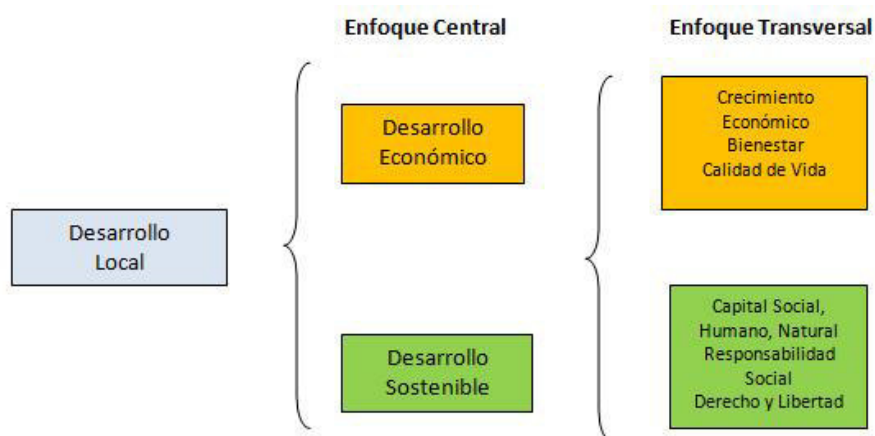 Enfoque Central
Enfoque Transversal
Desarrollo
Económico
Crecimiento
Económico
Bienestar
Calidad de Vida
Desarrollo
Local
Desarrollo
Sostenible
Capital Social,
Humano, Natural
Responsabilidad
Social
Derecho y Libertad